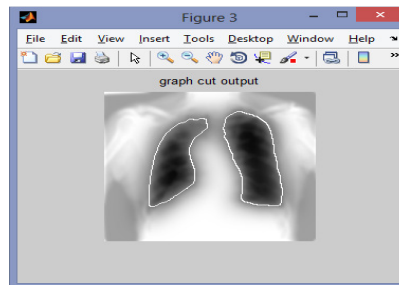 Figure 3
File Edit View Insert Tools Desktop Window Help
graph cut output